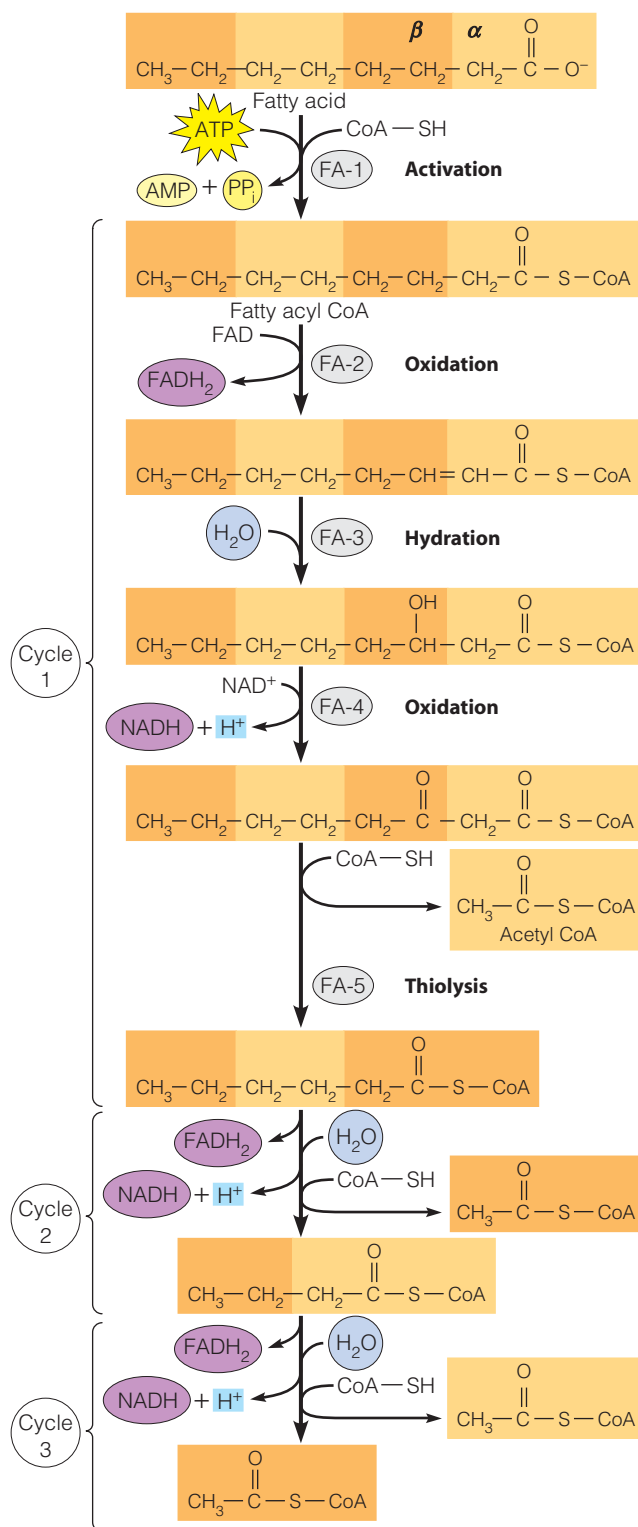 β α
O
CH₃—CH₂—CH₂—CH₂—CH₂—CH₂—CH₂—C—O⁻
Fatty acid
ATP
CoA—SH
FA-1
Activation
AMP + PPᵢ
O
CH₃—CH₂—CH₂—CH₂—CH₂—CH₂—CH₂—C—S—CoA
Fatty acyl CoA
FAD
FA-2
Oxidation
FADH₂
O
CH₃—CH₂—CH₂—CH₂—CH₂—CH=CH—C—S—CoA
H₂O
FA-3
Hydration
OH O
CH₃—CH₂—CH₂—CH₂—CH₂—CH—CH₂—C—S—CoA
Cycle
1
NAD⁺
FA-4
Oxidation
NADH + H⁺
O O
CH₃—CH₂—CH₂—CH₂—CH₂—C—CH₂—C—S—CoA
CoA—SH
O
CH₃—C—S—CoA
Acetyl CoA
FA-5
Thiolysis
O
CH₃—CH₂—CH₂—CH₂—CH₂—C—S—CoA
Cycle
2
FADH₂
H₂O
NADH + H⁺
CoA—SH
O
CH₃—C—S—CoA
O
CH₃—CH₂—CH₂—C—S—CoA
Cycle
3
FADH₂
H₂O
NADH + H⁺
CoA—SH
O
CH₃—C—S—CoA
O
CH₃—C—S—CoA